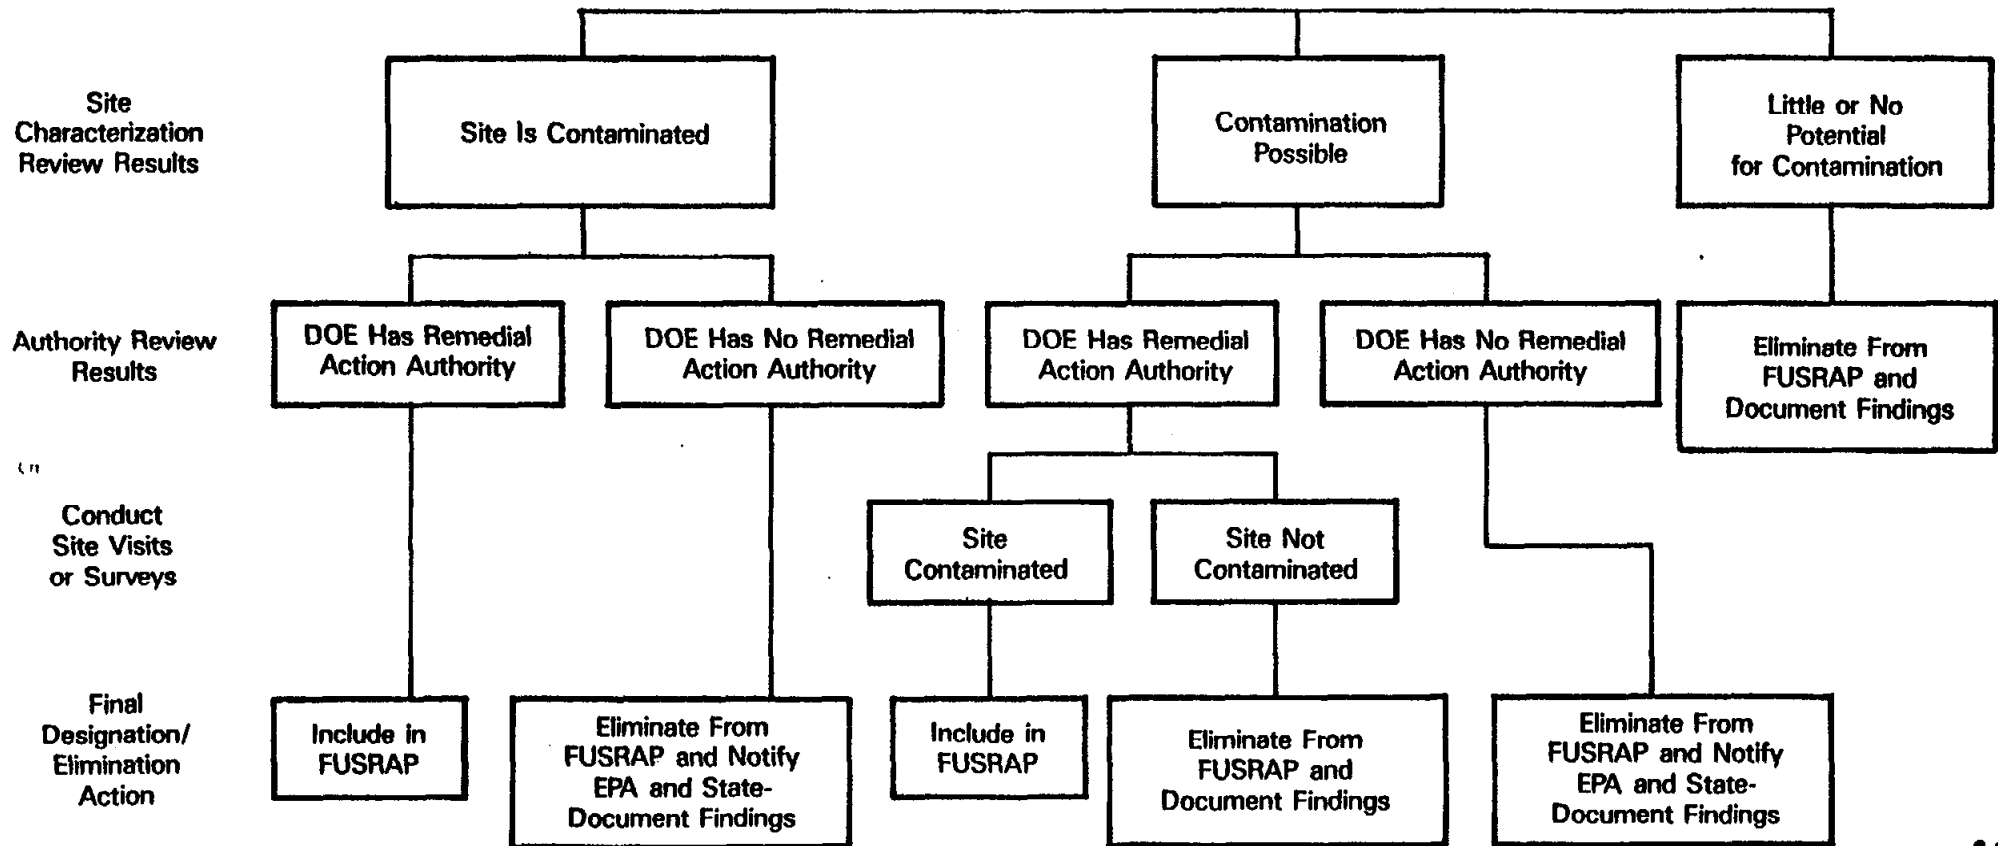 Site
Characterization
Review Results
Site Is Contaminated
Contamination
Possible
Little or No
Potential
for Contamination
Authority Review
Results
DOE Has Remedial
Action Authority
DOE Has No Remedial
Action Authority
DOE Has Remedial
Action Authority
DOE Has No Remedial
Action Authority
Eliminate From
FUSRAP and
Document Findings
Conduct
Site Visits
or Surveys
Site
Contaminated
Site Not
Contaminated
Final
Designation/
Elimination
Action
Include in
FUSRAP
Eliminate From
FUSRAP and Notify
EPA and State-
Document Findings
Include in
FUSRAP
Eliminate From
FUSRAP and
Document Findings
Eliminate From
FUSRAP and Notify
EPA and State-
Document Findings